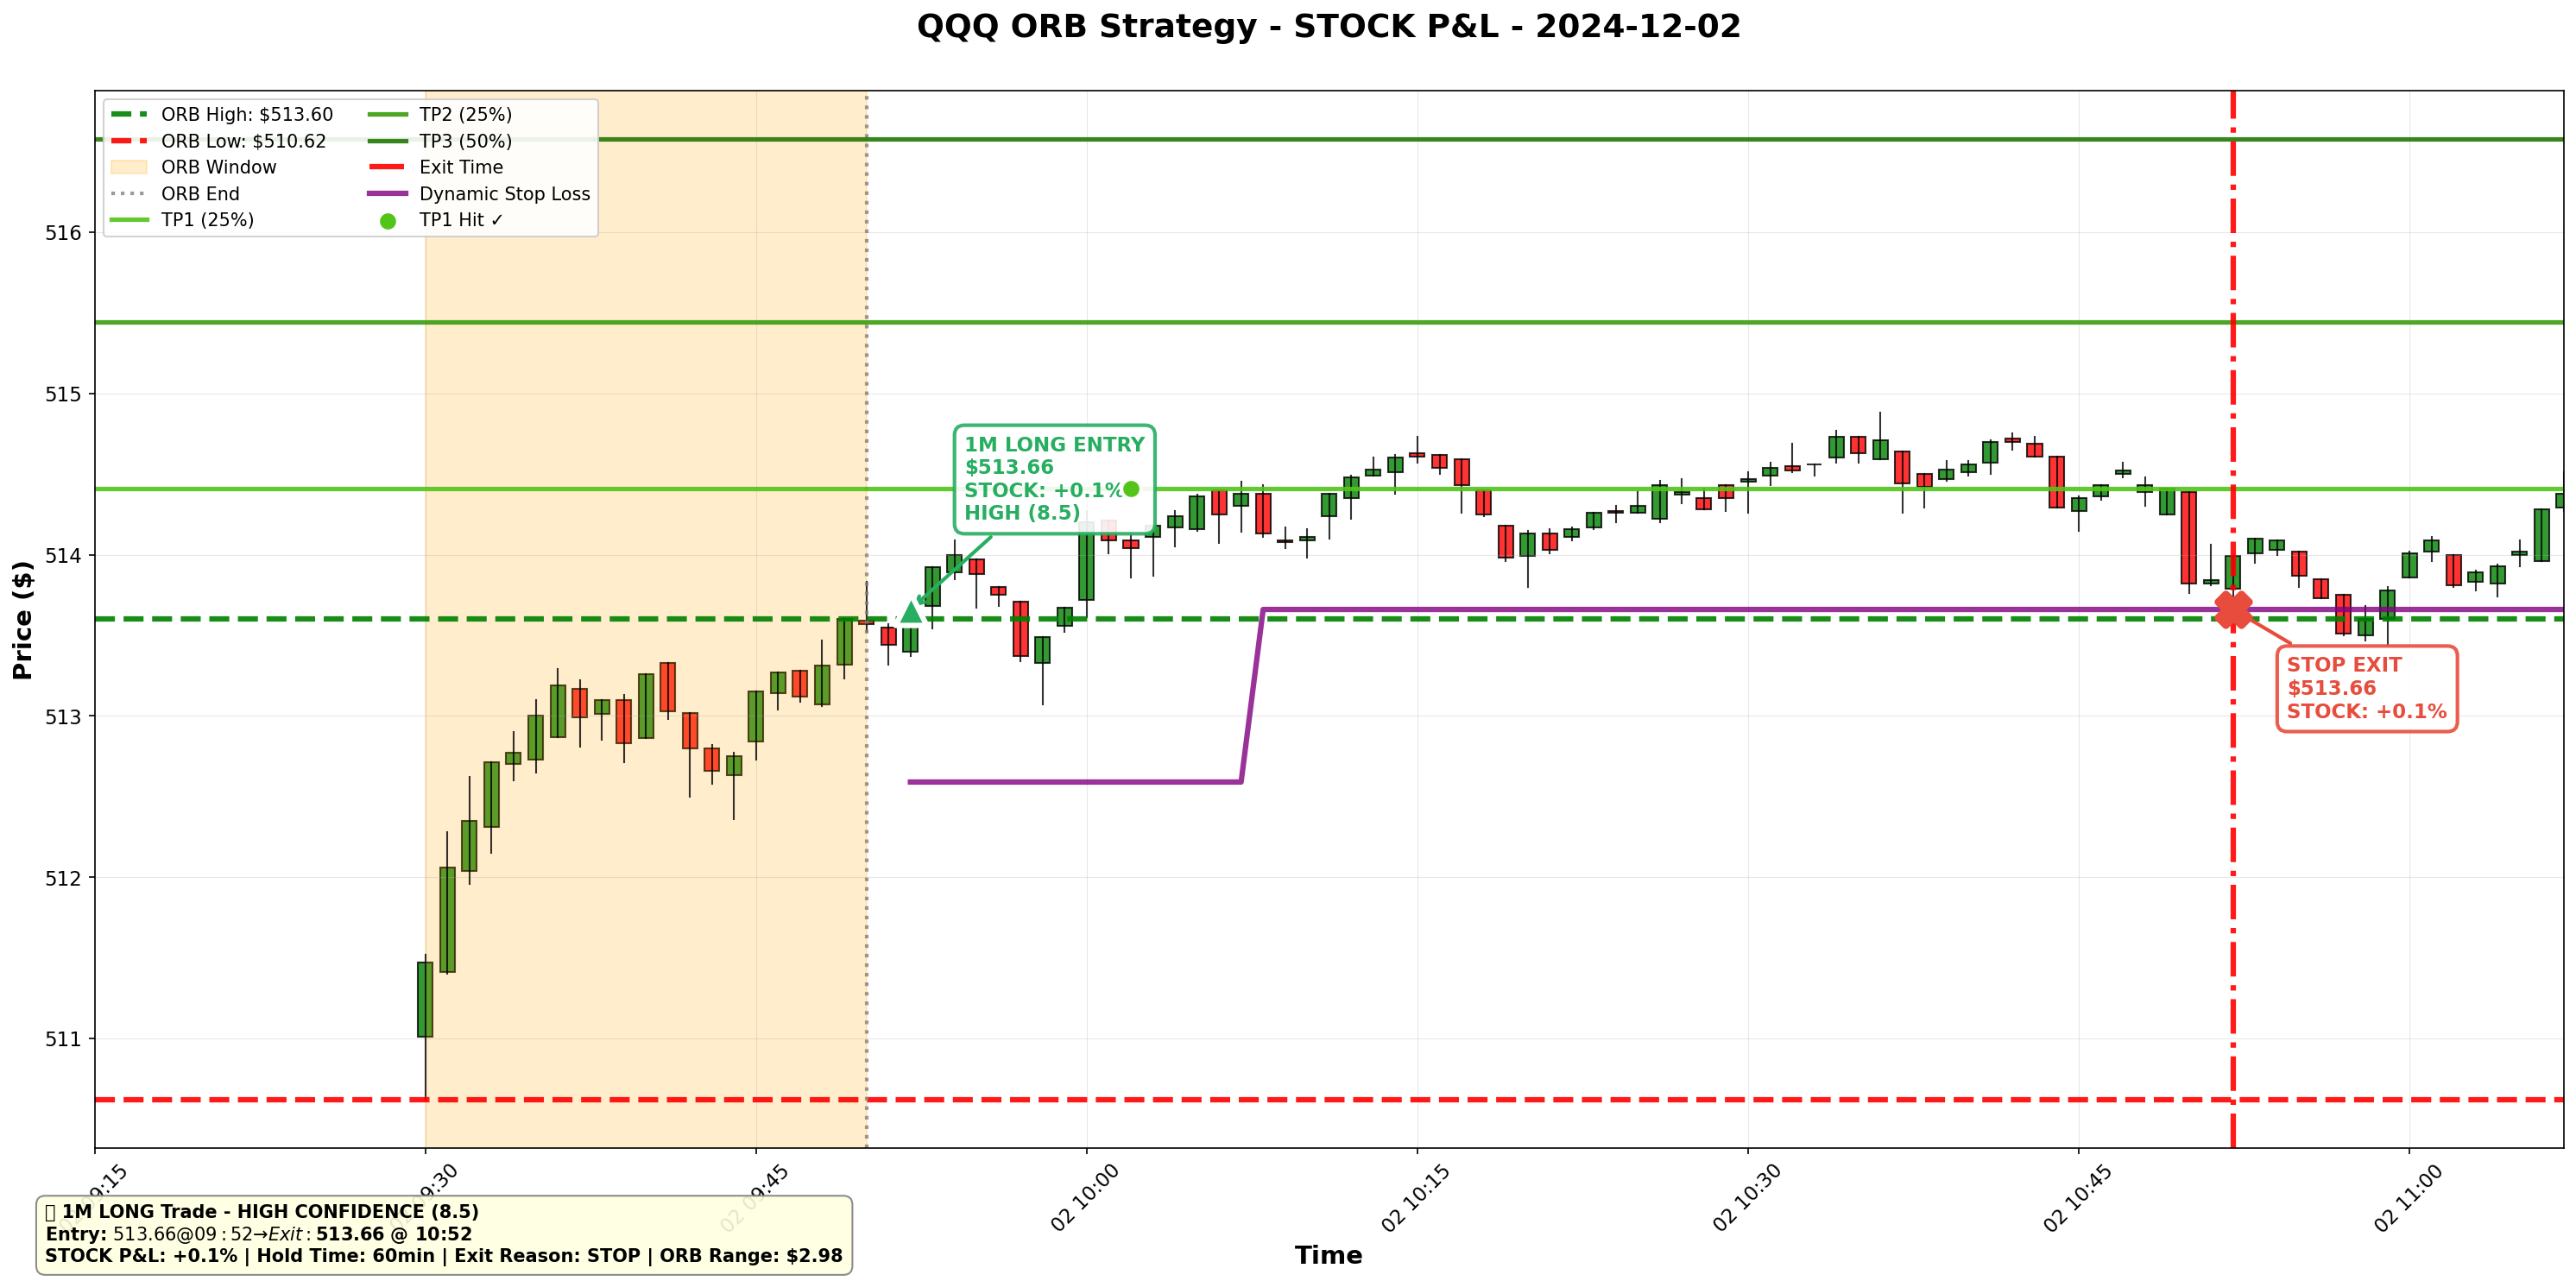 QQQ ORB Strategy - STOCK P&L - 2024-12-02
ORB High: $513.60
ORB Low: $510.62
ORB Window
ORB End
TP1 (25%)
TP2 (25%)
TP3 (50%)
Exit Time
Dynamic Stop Loss
TP1 Hit ✓
Price ($)
516
515
514
513
512
511
1M LONG ENTRY
$513.66
STOCK: +0.1%
HIGH (8.5)
STOP EXIT
$513.66
STOCK: +0.1%
02 09:15
02 09:30
02 09:45
02 10:00
02 10:15
02 10:30
02 10:45
02 11:00
Time
1M LONG Trade - HIGH CONFIDENCE (8.5)
Entry: 513.66@09:52→Exit:513.66 @ 10:52
STOCK P&L: +0.1% | Hold Time: 60min | Exit Reason: STOP | ORB Range: $2.98